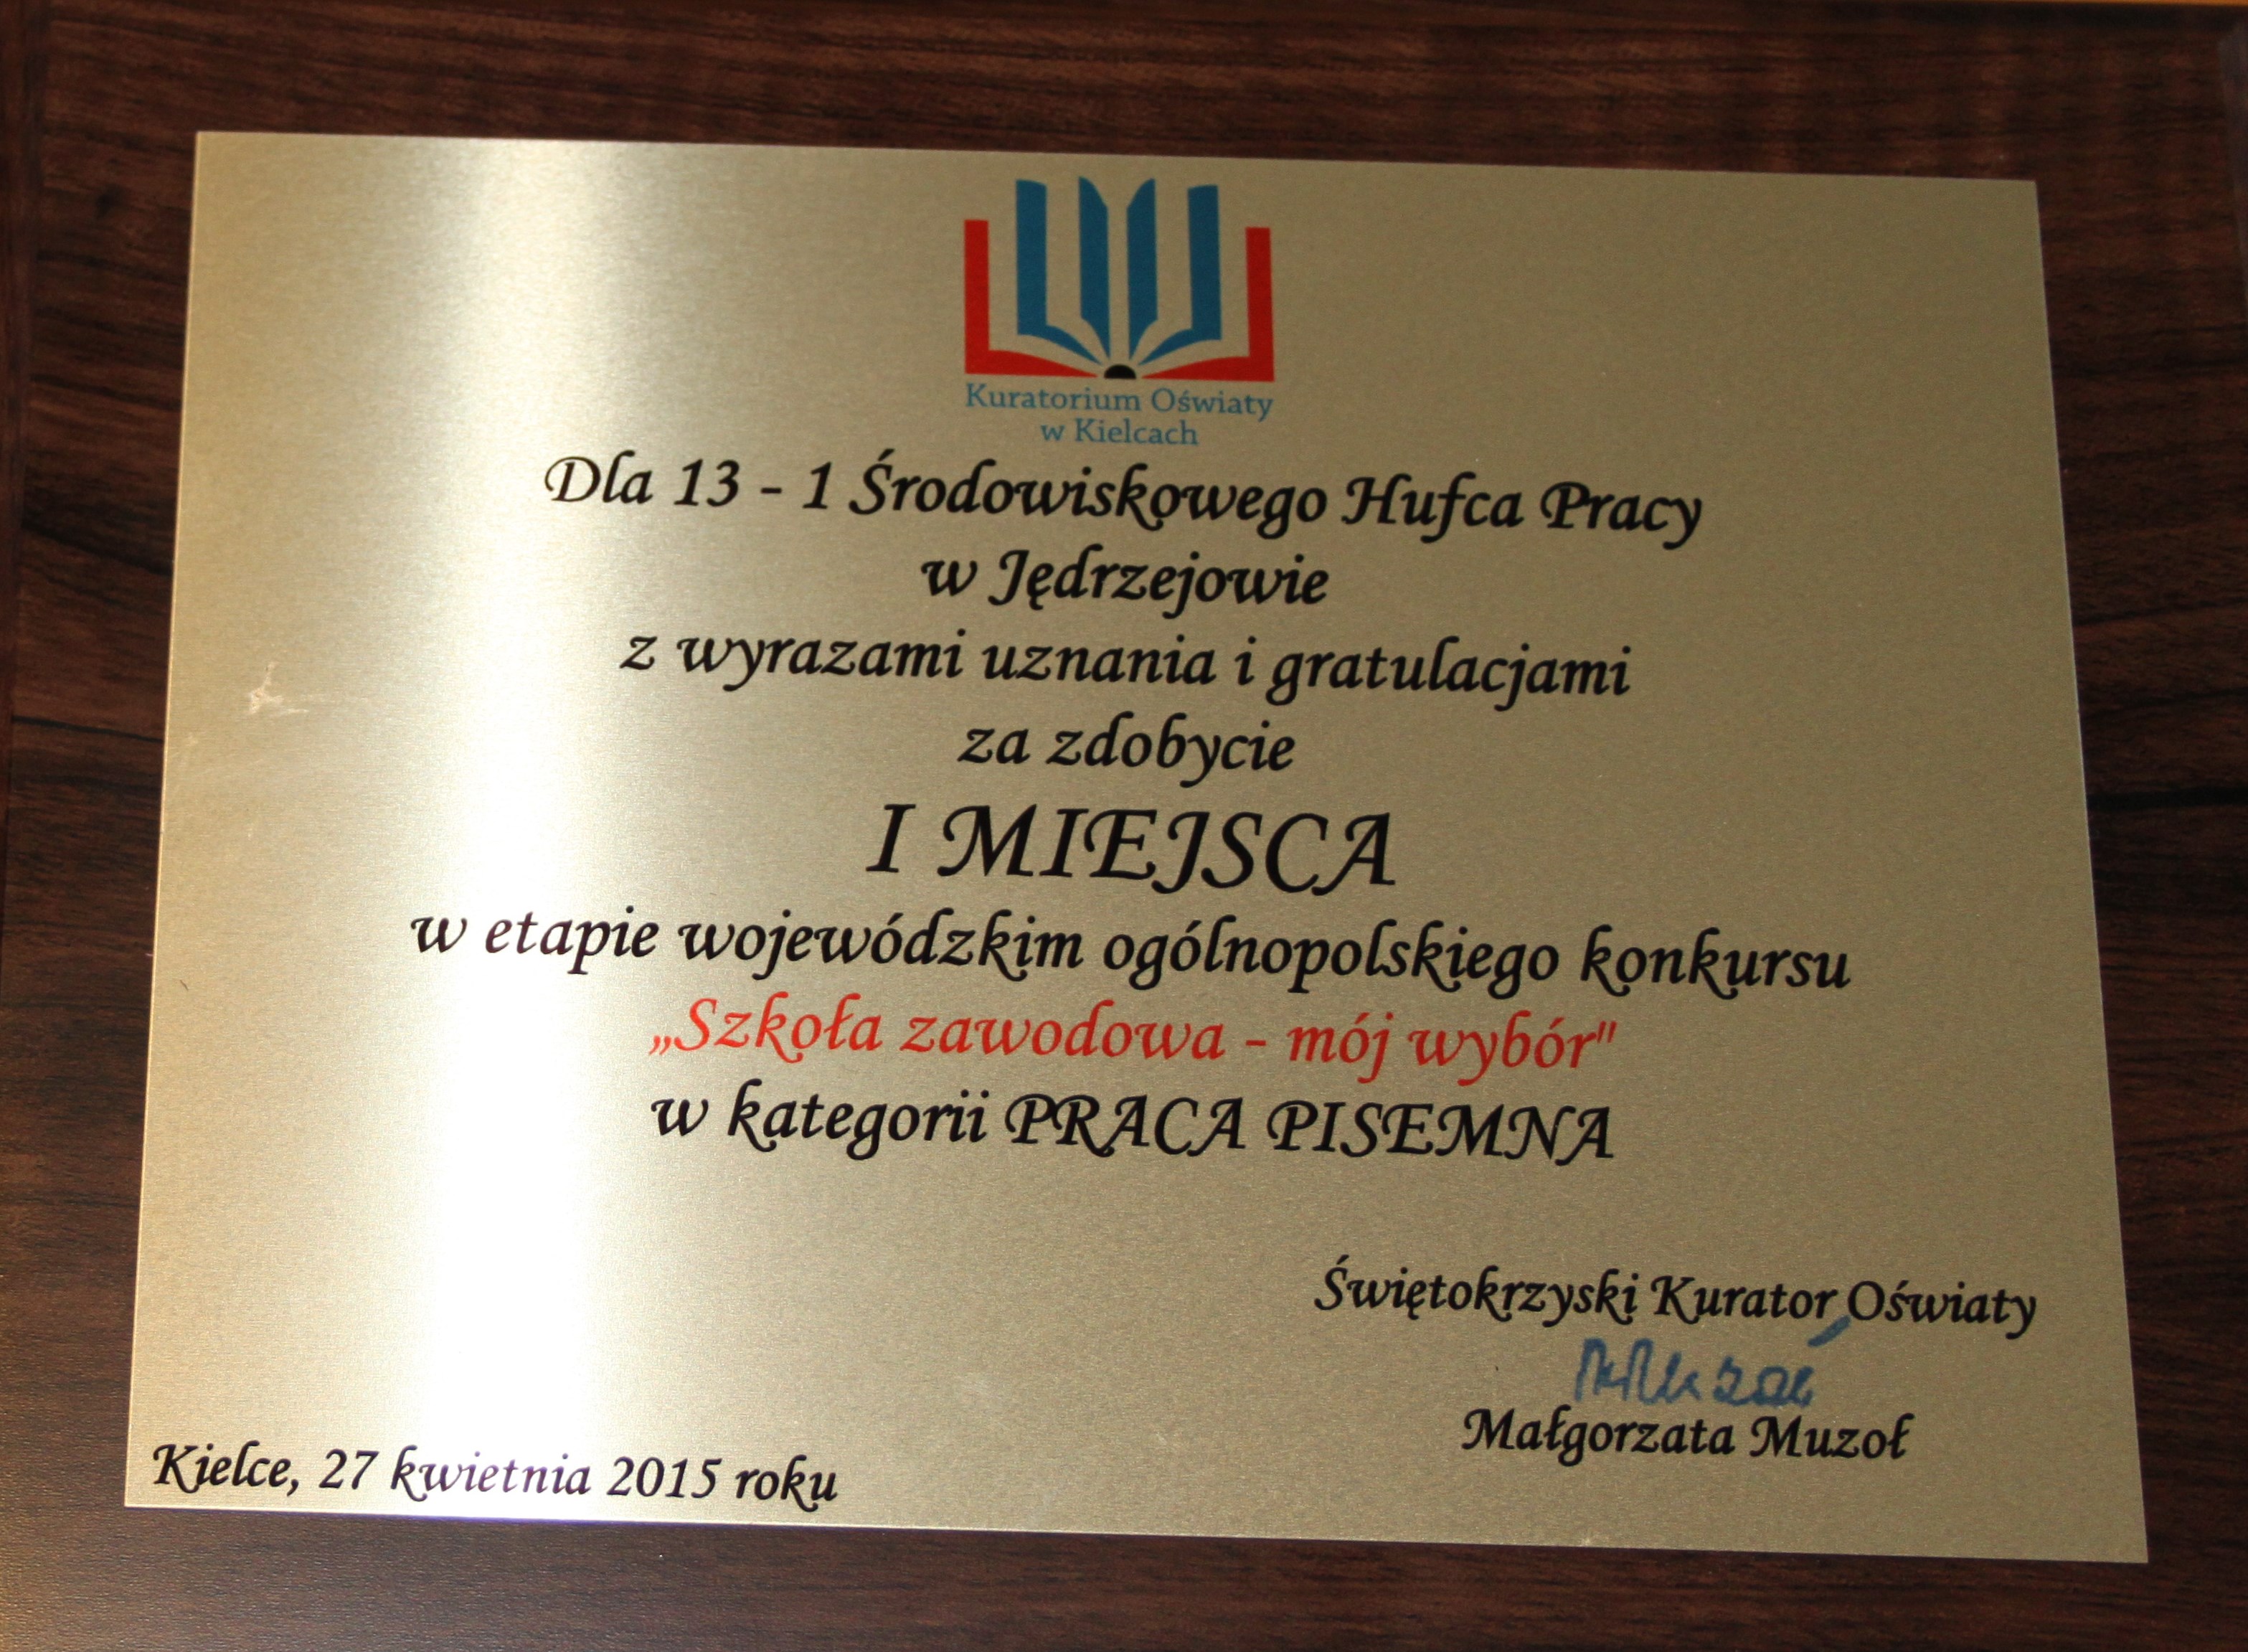 Kuratorium Oświaty
w Kielcach
Dla 13 - 1 Środowiskowego Hufca Pracy
w Jędrzejowie
z wyrazami uznania i gratulacjami
za zdobycie
I MIEJSCA
w etapie wojewódzkim ogólnopolskiego konkursu
„Szkoła zawodowa - mój wybór"
w kategorii PRACA PISEMNA
Świętokrzyski Kurator Oświaty
Małgorzata Muzoł
Kielce, 27 kwietnia 2015 roku